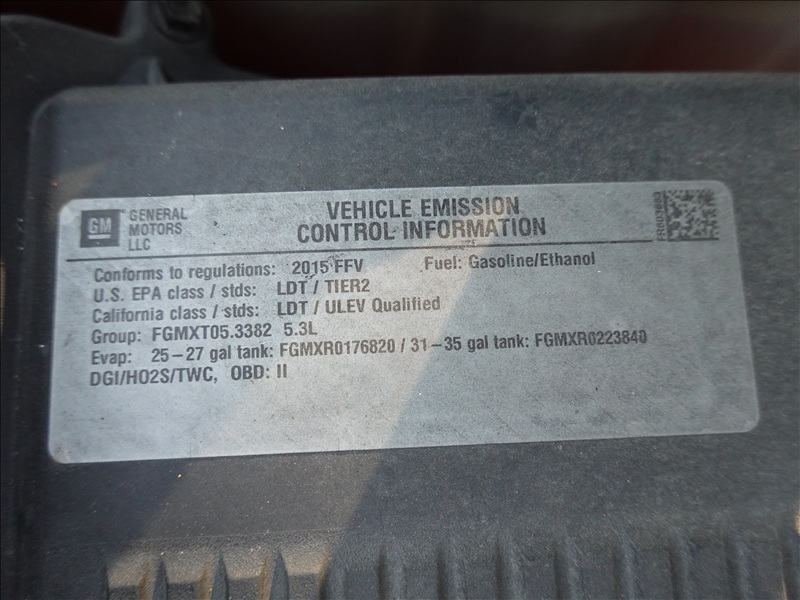 GM
GENERAL
MOTORS
LLC
VEHICLE EMISSION
CONTROL INFORMATION
Conforms to regulations: 2015 FFV Fuel: Gasoline/Ethanol
U.S. EPA class / stds: LDT / TIER2
California class / stds: LDT / ULEV Qualified
Group: FGMXT05.3382 5.3L
Evap: 25-27 gal tank: FGMXR0176820 / 31-35 gal tank: FGMXR0223840
DGI/HO2S/TWC, OBD: II